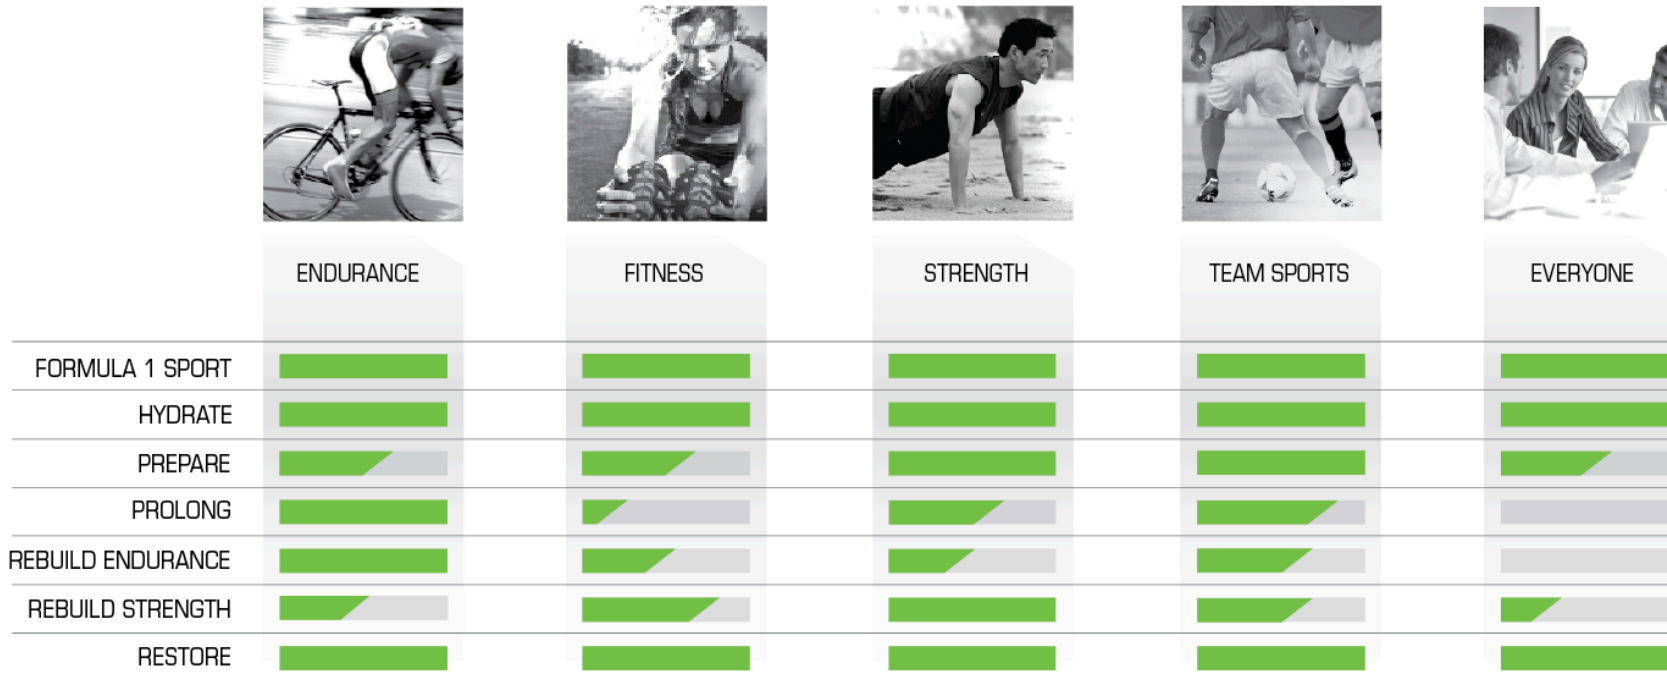 ENDURANCE
FITNESS
STRENGTH
TEAM SPORTS
EVERYONE
FORMULA 1 SPORT
HYDRATE
PREPARE
PROLONG
REBUILD ENDURANCE
REBUILD STRENGTH
RESTORE